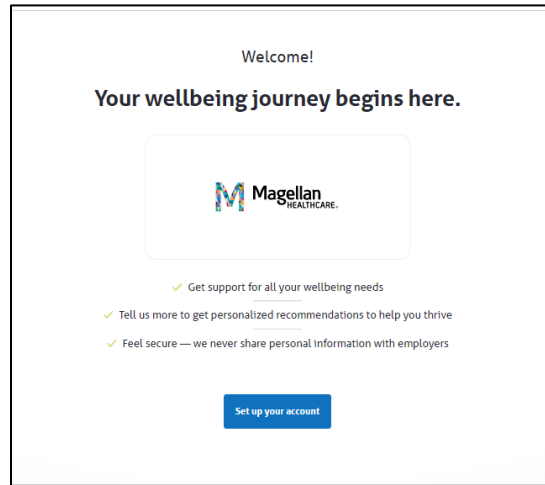 Welcome!
Your wellbeing journey begins here.
Magellan
HEALTHCARE.
Get support for all your wellbeing needs
Tell us more to get personalized recommendations to help you thrive
Feel secure — we never share personal information with employers
Set up your account